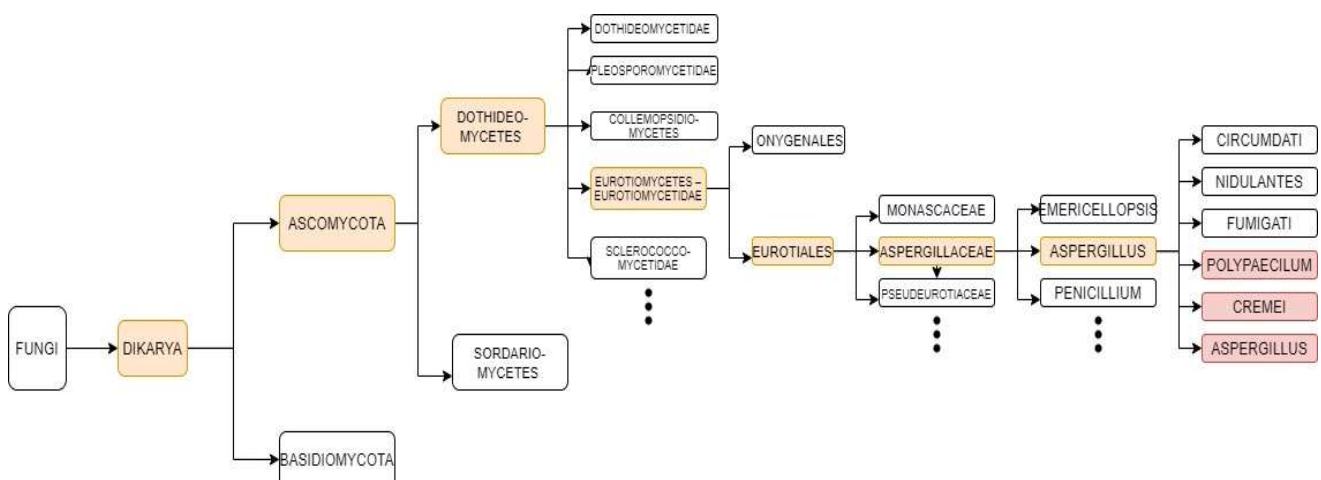 FUNGI
DIKARYA
ASCOMYCOTA
BASIDIOMYCOTA
DOTHIDEO-
MYCETES
SORDARIO-
MYCETES
DOTHIDEOMYCETIDAE
PLEOSPOROMYCETIDAE
COLLEMOPSIDIO-
MYCETES
EUROTIOMYCETES –
EUROTIOMYCETIDAE
SCLEROCOCCO-
MYCETIDAE
ONYGENALES
EUROTIALES
MONASCACEAE
ASPERGILLACEAE
PSEUDEUROTIACEAE
EMERICELLOPSIS
ASPERGILLUS
PENICILLIUM
CIRCUMDATI
NIDULANTES
FUMIGATI
POLYPAECILUM
CREMEI
ASPERGILLUS